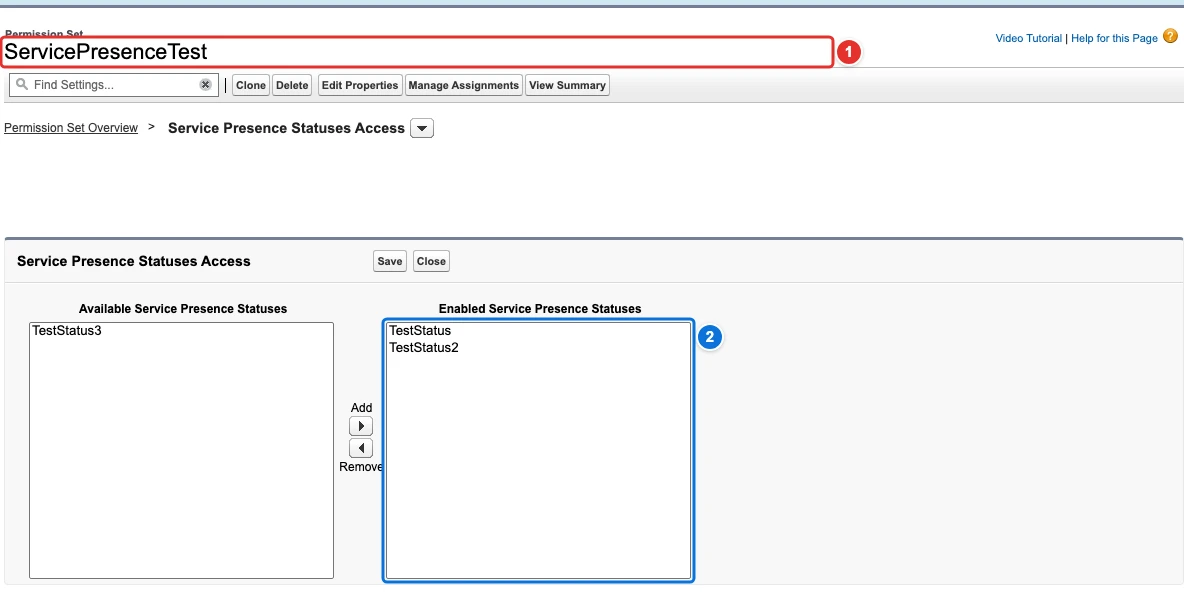 Permission Set
ServicePresenceTest
1
Video Tutorial | Help for this Page ?
Find Settings...
Clone Delete Edit Properties Manage Assignments View Summary
Permission Set Overview > Service Presence Statuses Access
Service Presence Statuses Access Save Close
Available Service Presence Statuses
TestStatus3
Add
Remove
Enabled Service Presence Statuses
TestStatus
TestStatus2
2